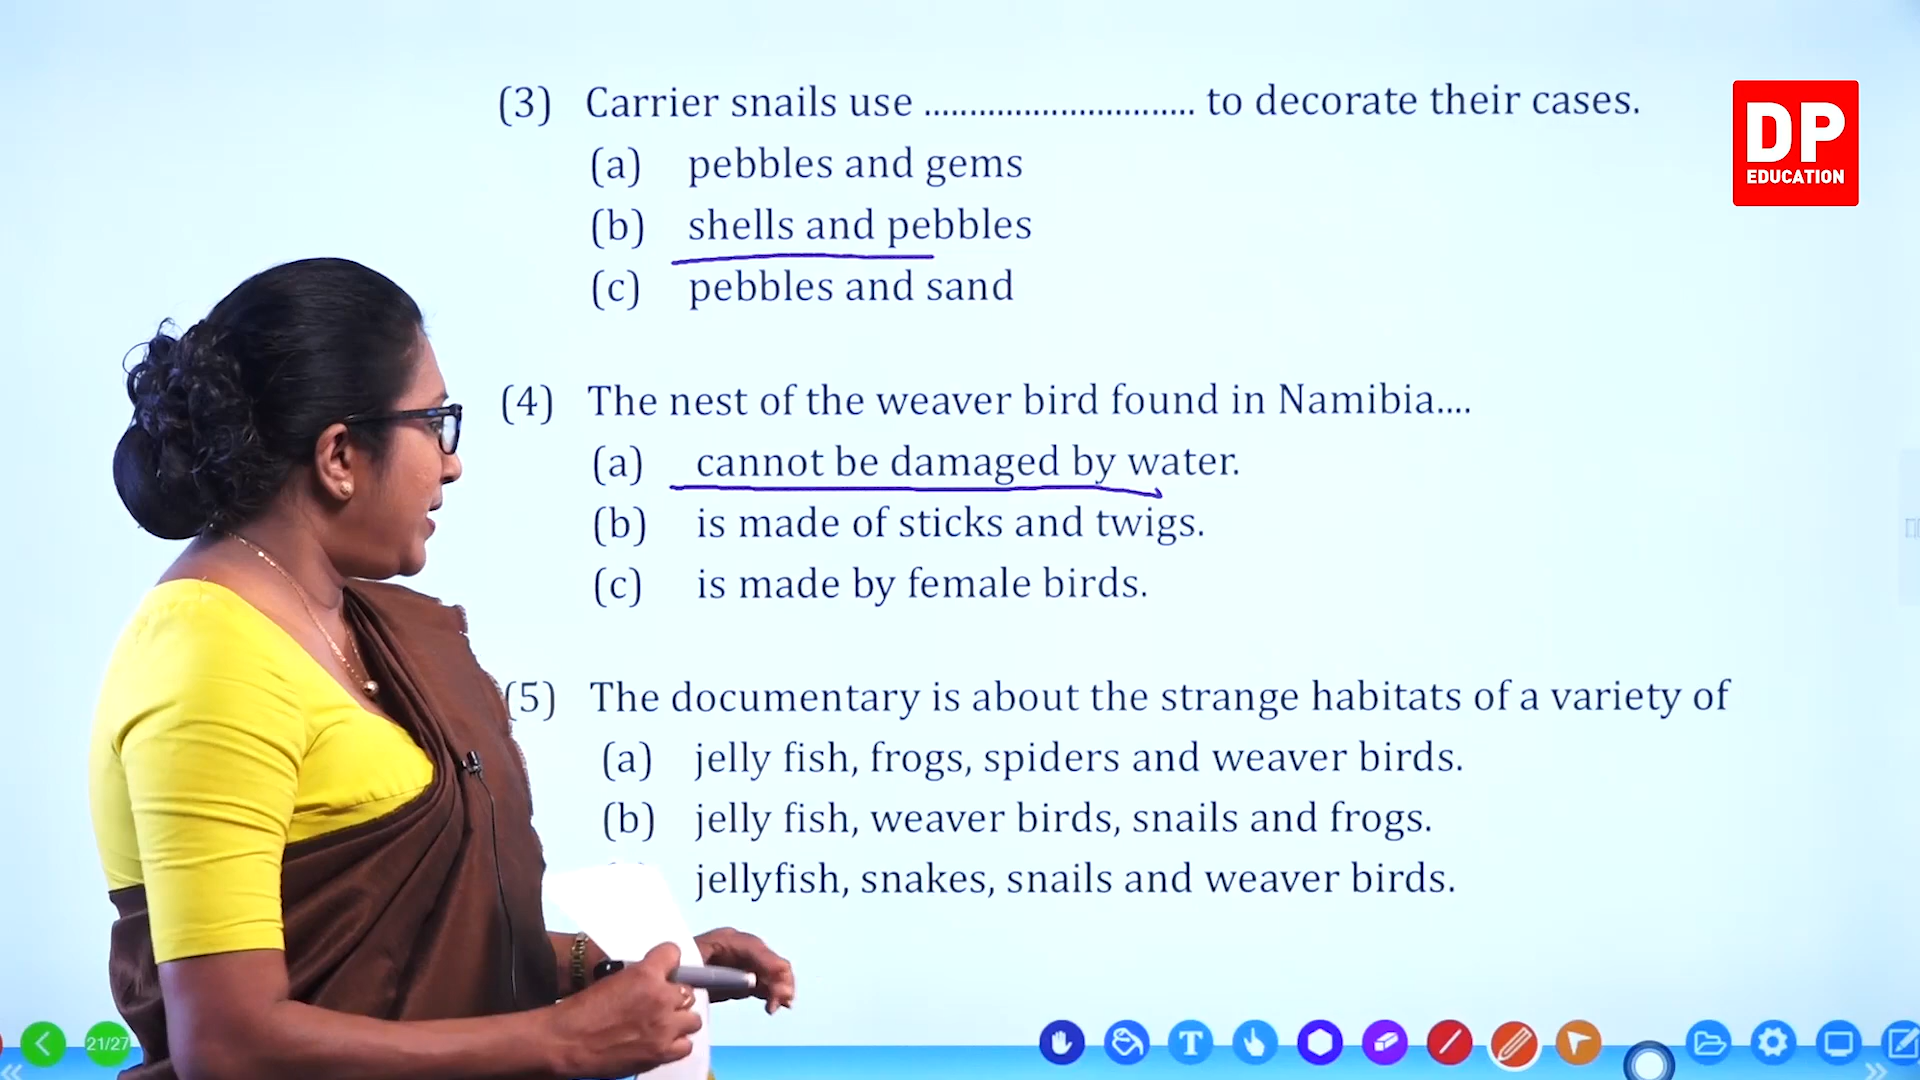 (3) Carrier snails use .............................. to decorate their cases.
(a) pebbles and gems
(b) shells and pebbles
(c) pebbles and sand
(4) The nest of the weaver bird found in Namibia....
(a) cannot be damaged by water.
(b) is made of sticks and twigs.
(c) is made by female birds.
(5) The documentary is about the strange habitats of a variety of
(a) jelly fish, frogs, spiders and weaver birds.
(b) jelly fish, weaver birds, snails and frogs.
jellyfish, snakes, snails and weaver birds.
DP
EDUCATION
21/27
T